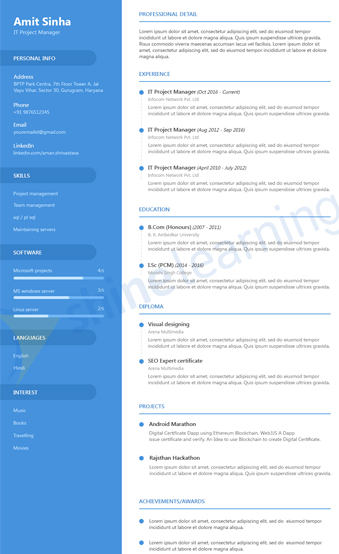 Amit Sinha
IT Project Manager
PERSONAL INFO
Address
BPTP Park Centra, 7th Floor Tower A, Jal
Vayu Vihar, Sector 30, Gurugram, Haryana
Phone
+91 9876512345
Email
youremailid@gmail.com
LinkedIn
linkedin.com/aman.shrivastava
SKILLS
Project management
Team management
sql / pl sql
Maintaining servers
SOFTWARE
Microsoft projects 4/5
MS windows server 3/5
Linux server 2/5
LANGUAGES
English
Hindi
INTEREST
Music
Books
Travelling
Movies
PROFESSIONAL DETAIL
Lorem ipsum dolor sit amet, consectetur adipiscing elit, sed do eiusmod tempor
incididunt ut labore et dolore magna aliqua. Quis ipsum suspendisse ultrices gravida.
Risus commodo viverra maecenas accumsan lacus vel facilisis. Lorem ipsum dolor sit
amet, consectetur adipiscing elit, sed do eiusmod tempor incididunt ut labore et dolore
magna aliqua.
EXPERIENCE
IT Project Manager (Oct 2016 - Current)
Infocom Network Pvt. Ltd.
Lorem ipsum dolor sit amet, consectetur adipiscing elit, sed do eiusmod tempor
incididunt ut labore et dolore magna aliqua. Quis ipsum suspendisse ultrices gravida.
IT Project Manager (Aug 2012 - Sep 2016)
Infocom Network Pvt. Ltd.
Lorem ipsum dolor sit amet, consectetur adipiscing elit, sed do eiusmod tempor
incididunt ut labore et dolore magna aliqua. Quis ipsum suspendisse ultrices gravida.
IT Project Manager (April 2010 - July 2012)
Infocom Network Pvt. Ltd.
Lorem ipsum dolor sit amet, consectetur adipiscing elit, sed do eiusmod tempor
incididunt ut labore et dolore magna aliqua. Quis ipsum suspendisse ultrices gravida.
EDUCATION
B.Com (Honours) (2007 - 2011)
B. R. Ambedkar University
Lorem ipsum dolor sit amet, consectetur adipiscing elit, sed do eiusmod tempor
incididunt ut labore et dolore magna aliqua. Quis ipsum suspendisse ultrices gravida.
I.Sc (PCM) (2014 - 2016)
Singh College
Lorem ipsum dolor sit amet, consectetur adipiscing elit, sed do eiusmod tempor
incididunt ut labore et dolore magna aliqua. Quis ipsum suspendisse ultrices gravida.
DIPLOMA
Visual designing
Arena Multimedia
Lorem ipsum dolor sit amet, consectetur adipiscing elit, sed do eiusmod tempor
incididunt ut labore et dolore magna aliqua. Quis ipsum suspendisse ultrices gravida.
SEO Expert certificate
Arena Multimedia
Lorem ipsum dolor sit amet, consectetur adipiscing elit, sed do eiusmod tempor
incididunt ut labore et dolore magna aliqua. Quis ipsum suspendisse ultrices gravida.
PROJECTS
Android Marathon
Digital Certificate Dapp using Ethereum Blockchain, Web3JS A Dapp
issue certificate and verify. An Idea to use Blockchain to create Digital Certificate.
Rajsthan Hackathon
Lorem ipsum dolor sit amet, consectetur adipiscing elit, sed do eiusmod tempor
incididunt ut labore et dolore magna aliqua. Quis ipsum suspendisse ultrices gravida.
ACHIEVEMENTS/AWARDS
Lorem ipsum dolor sit amet, consectetur adipiscing elit, sed do eiusmod tempor
incididunt ut labore et dolore magna aliqua.
Lorem ipsum dolor sit amet, consectetur adipiscing elit, sed do eiusmod tempor
incididunt ut labore et dolore magna aliqua.
shine learning